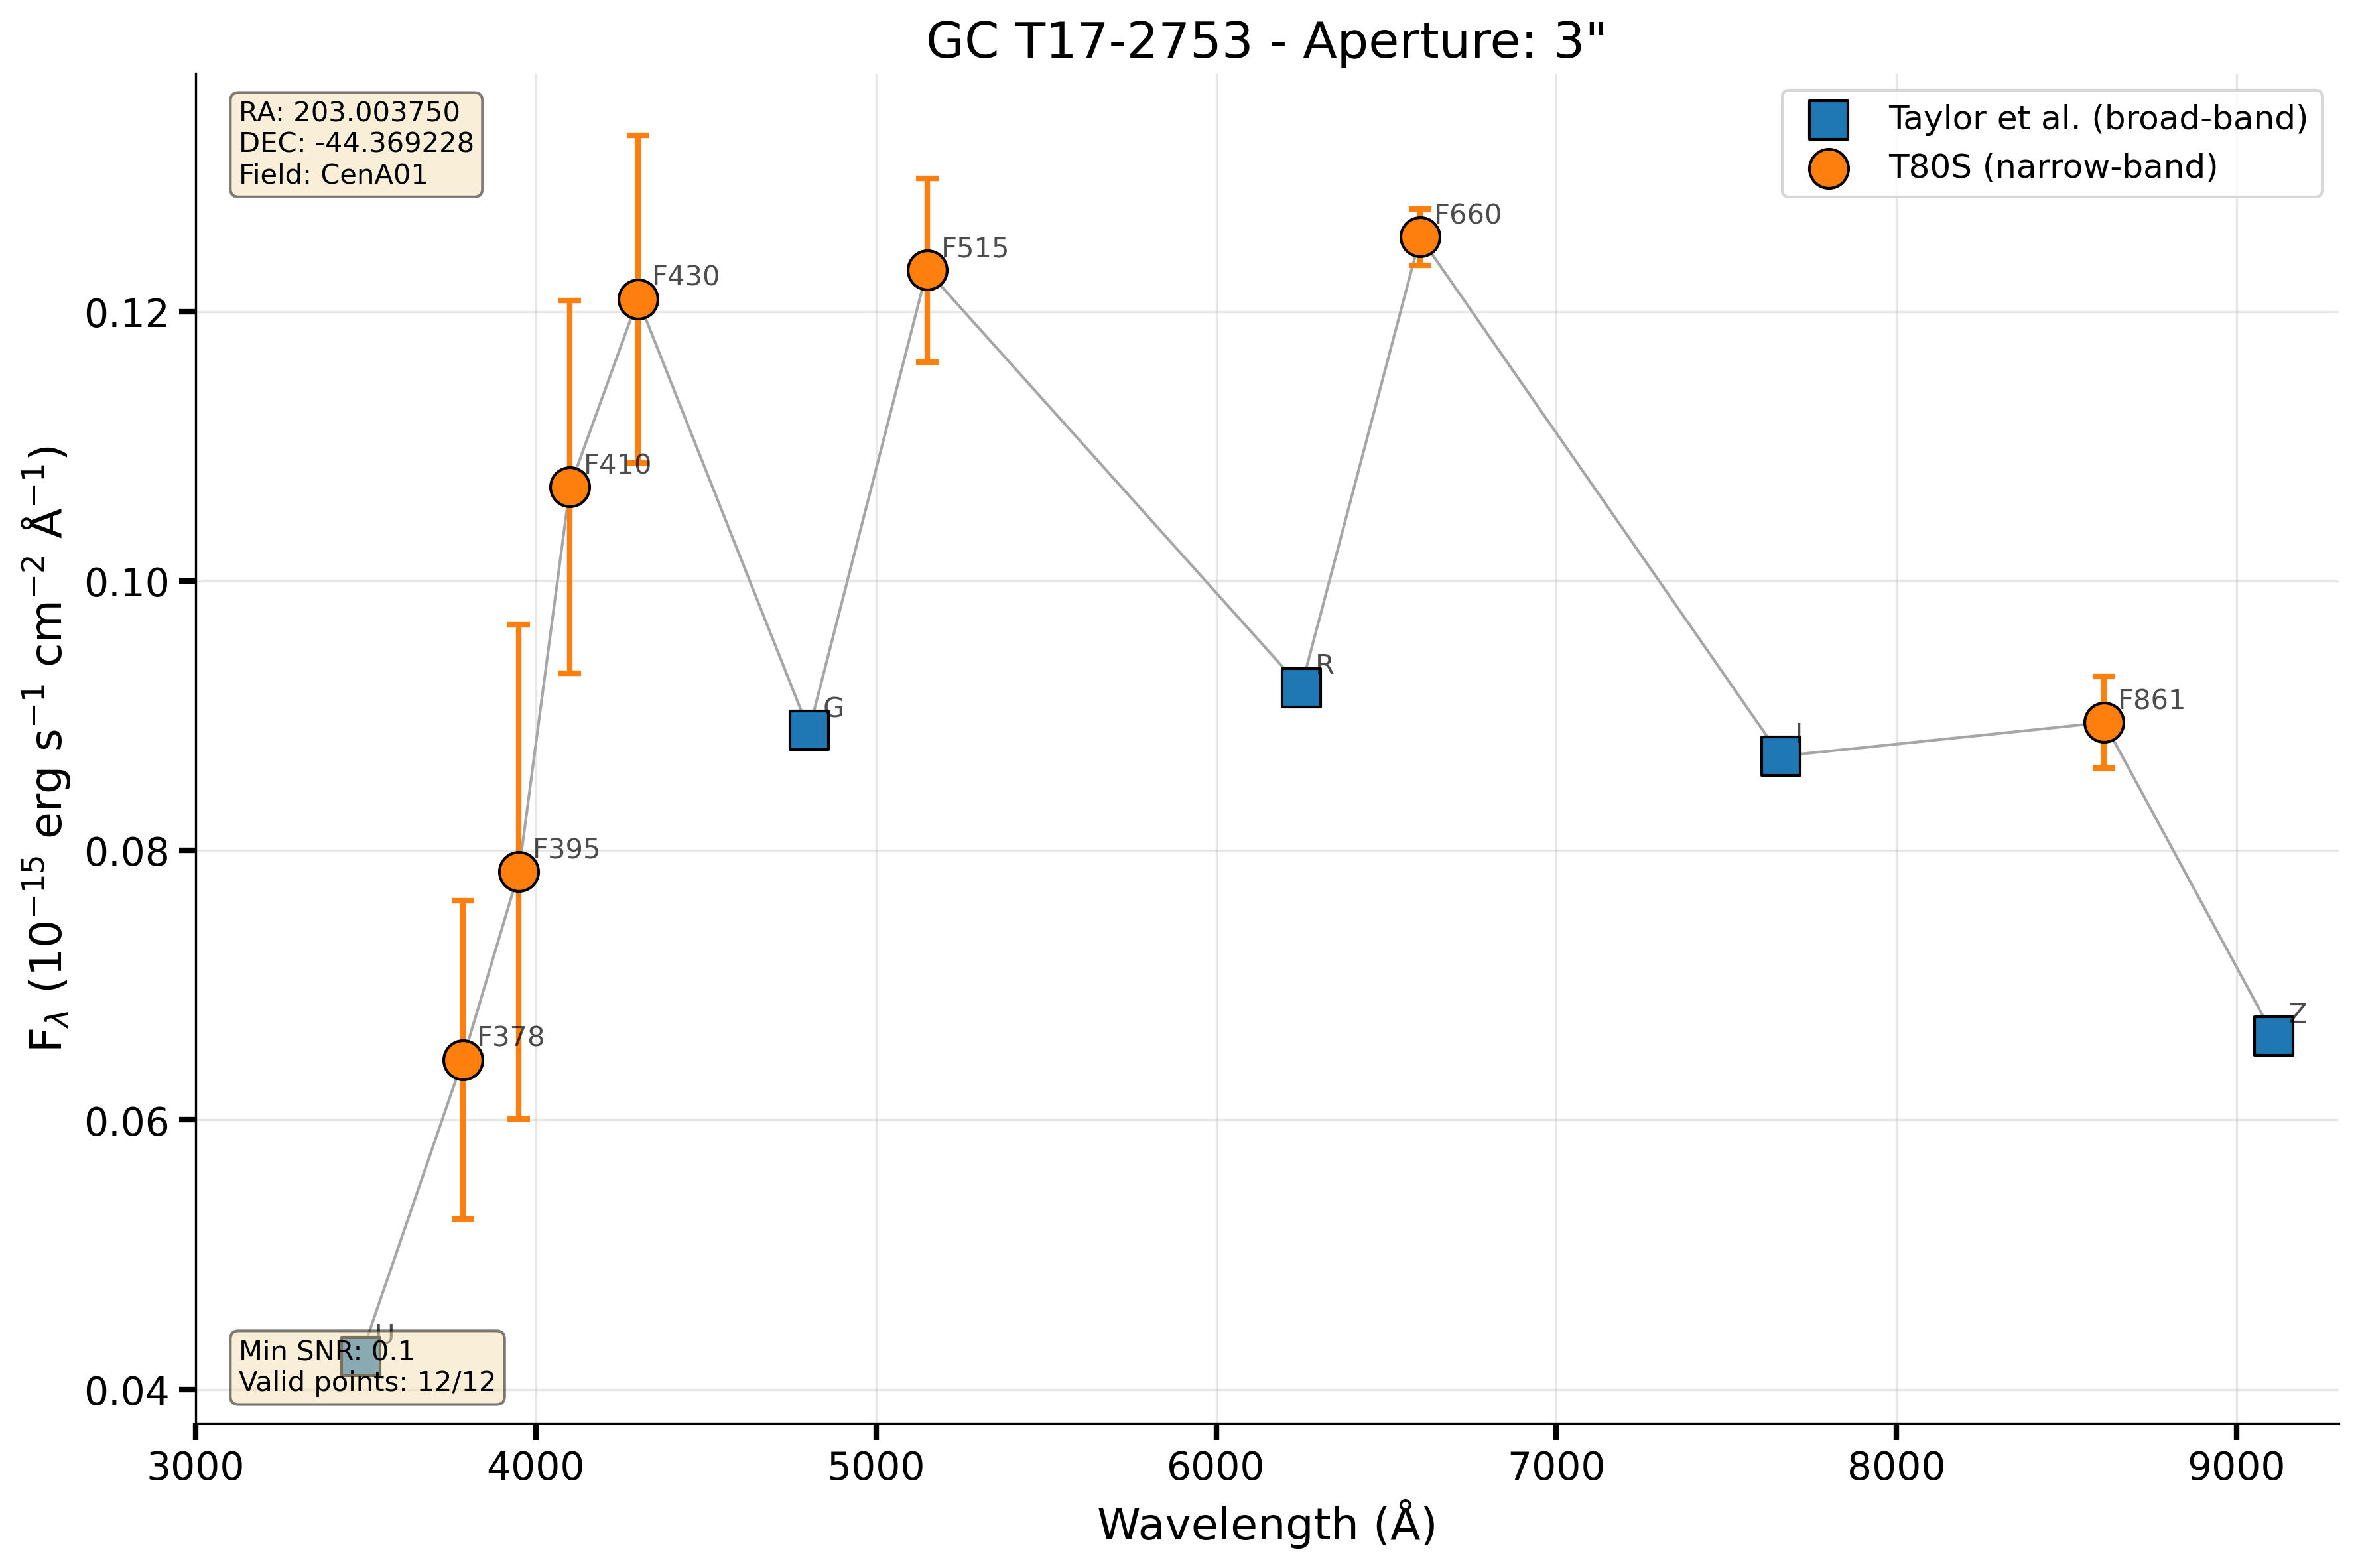 GC T17-2753 - Aperture: 3"
RA: 203.003750
DEC: -44.369228
Field: CenA01
Taylor et al. (broad-band)
T80S (narrow-band)
F660
F515
F430
F410
R
G
I
F861
F395
Z
F378
U
Min SNR: 0.1
Valid points: 12/12
0.12
0.10
0.08
0.06
0.04
F_λ (10⁻¹⁵ erg s⁻¹ cm⁻² Å⁻¹)
3000 4000 5000 6000 7000 8000 9000
Wavelength (Å)